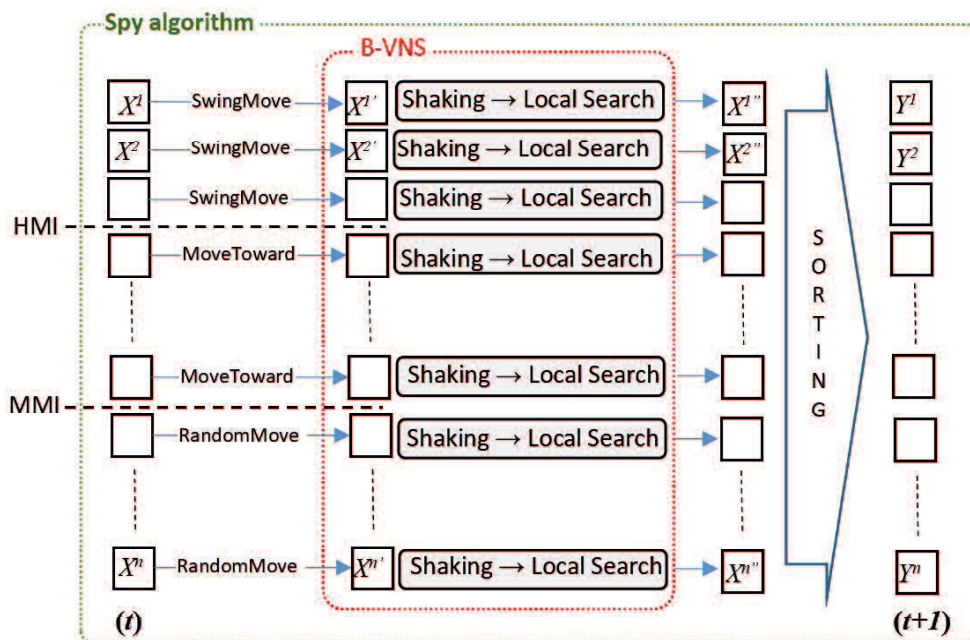 Spy algorithm
B-VNS
X1 SwingMove X1' Shaking → Local Search X1" Y1
X2 SwingMove X2' Shaking → Local Search X2" Y2
SwingMove Shaking → Local Search
HMI
MoveToward Shaking → Local Search
MoveToward Shaking → Local Search
MMI
RandomMove Shaking → Local Search
Xn RandomMove Xn' Shaking → Local Search Xn" Yn
SORTING
(t) (t+1)